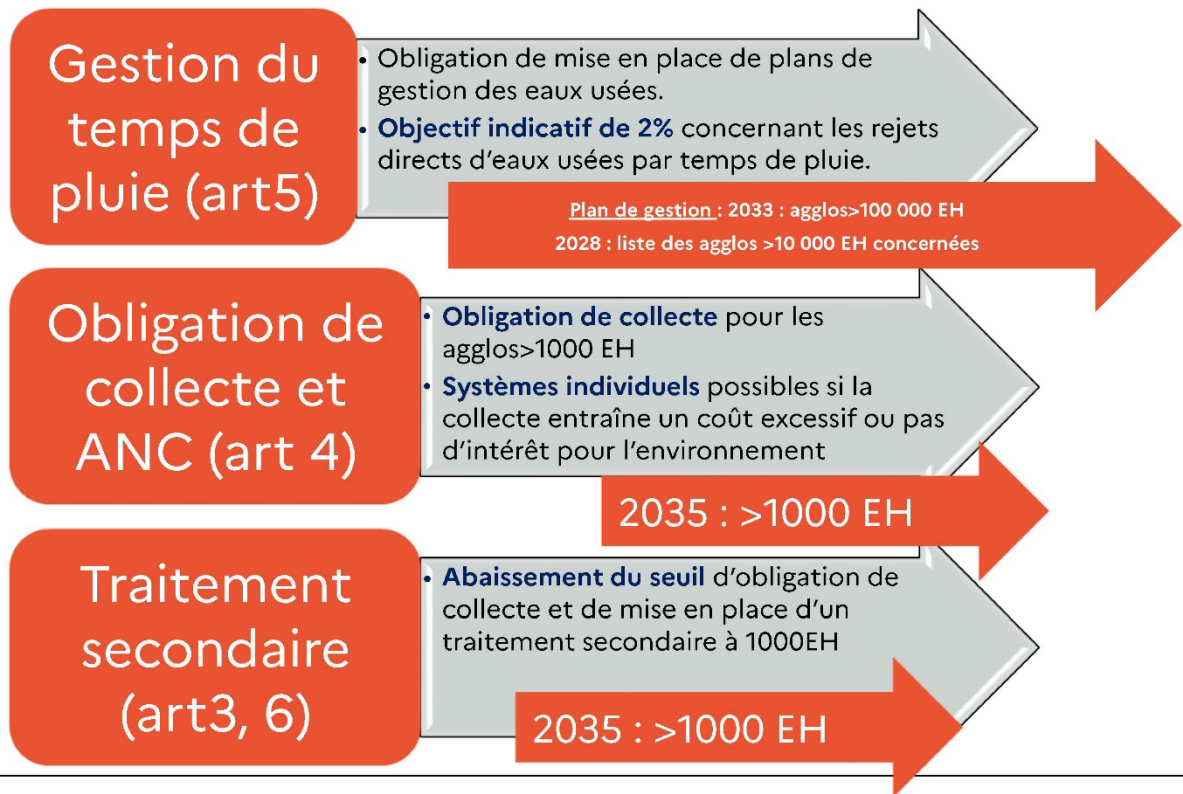 Gestion du
temps de
pluie (art5)
• Obligation de mise en place de plans de
gestion des eaux usées.
• Objectif indicatif de 2% concernant les rejets
directs d'eaux usées par temps de pluie.
Plan de gestion : 2033 : agglos>100 000 EH
2028 : liste des agglos >10 000 EH concernées
Obligation de
collecte et
ANC (art 4)
• Obligation de collecte pour les
agglos>1000 EH
• Systèmes individuels possibles si la
collecte entraîne un coût excessif ou pas
d'intérêt pour l'environnement
2035 : >1000 EH
Traitement
secondaire
(art3, 6)
• Abaissement du seuil d'obligation de
collecte et de mise en place d'un
traitement secondaire à 1000EH
2035 : >1000 EH